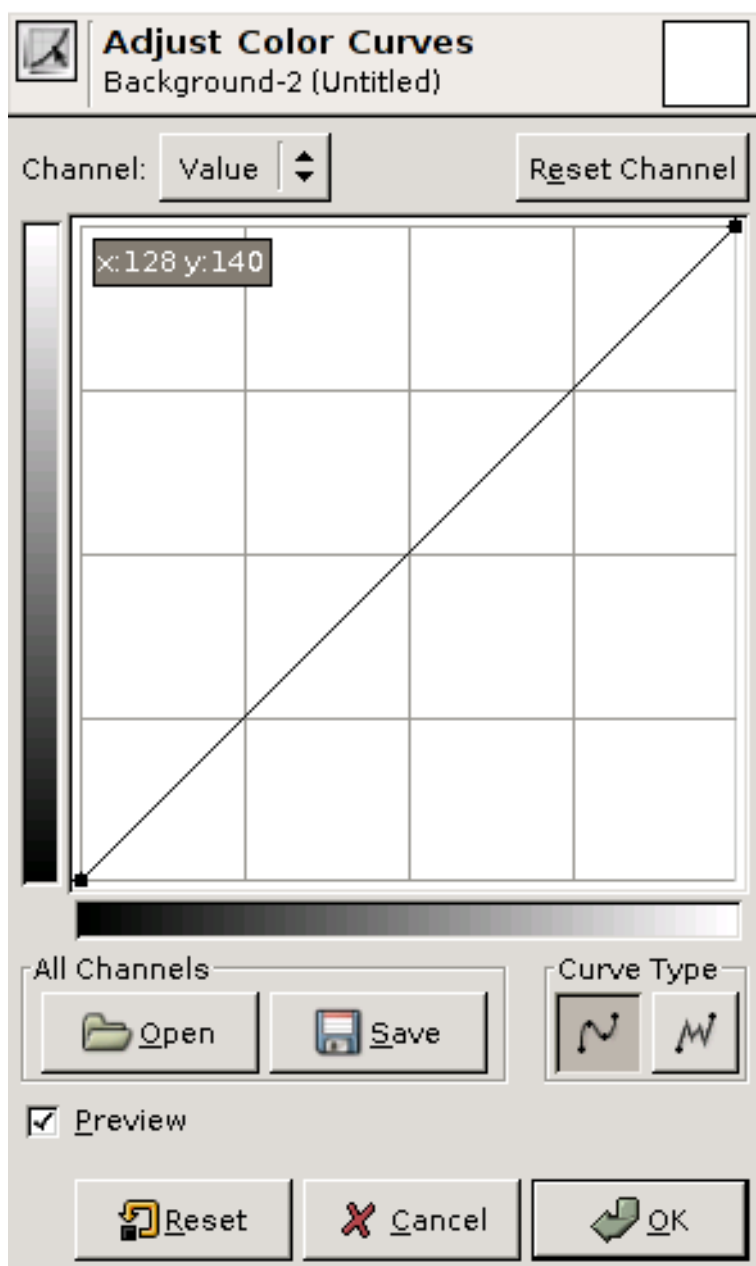 Adjust Color Curves
Background-2 (Untitled)
Channel: Value Reset Channel
x:128 y:140
All Channels Curve Type
Open Save
Preview
Reset Cancel OK